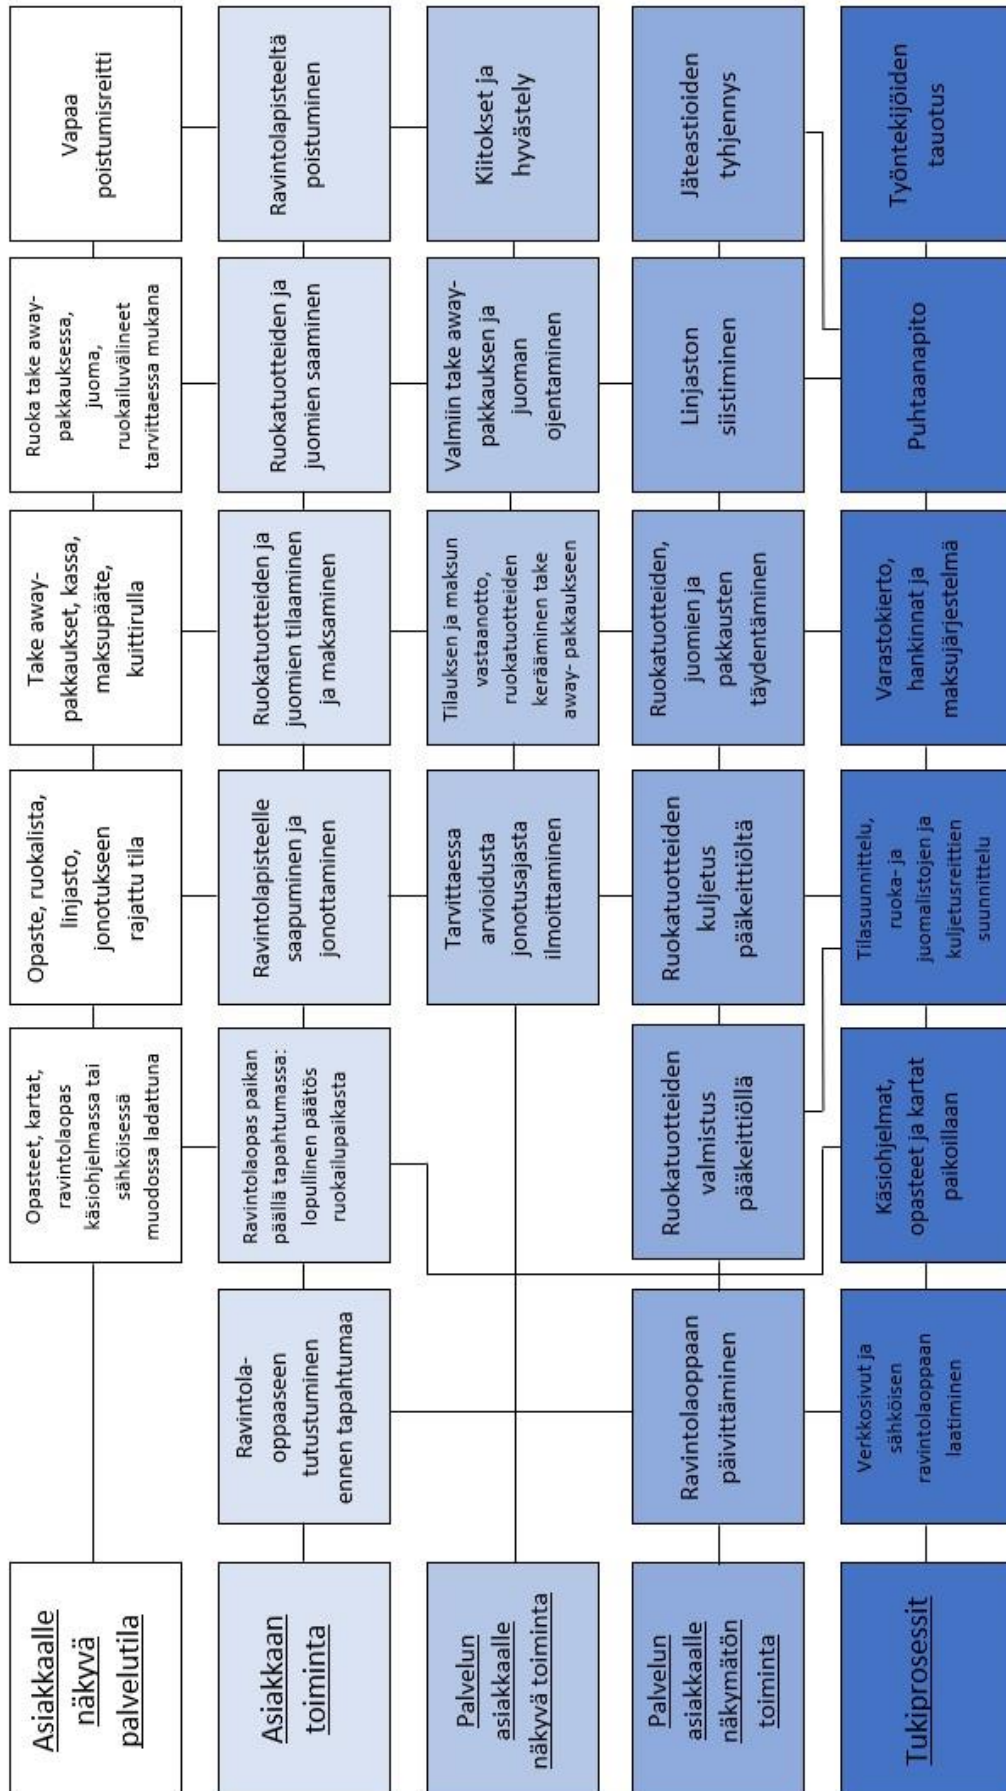 Asiakkaalle
näkyvä
palvelutila
Opasteet, kartat,
ravintolaopas
käsiohjelmassa tai
sähköisessä
muodossa ladattuna
Opaste, ruokalista,
linjasto,
jonotukseen
rajattu tila
Take away-
pakkaukset, kassa,
maksupääte,
kuittirulla
Ruoka take away-
pakkauksessa,
juoma,
ruokailuvälineet
tarvittaessa mukana
Vapaa
poistumisreitti
Asiakkaan
toiminta
Ravintola-
oppaaseen
tutustuminen
ennen tapahtumaa
Ravintolaopas paikan
päällä tapahtumassa:
lopullinen päätös
ruokailupaikasta
Ravintolapisteelle
saapuminen ja
jonottaminen
Ruokatuotteiden ja
juomien tilaaminen
ja maksaminen
Ruokatuotteiden ja
juomien saaminen
Ravintolapisteeltä
poistuminen
Palvelun
asiakkaalle
näkyvä toiminta
Tarvittaessa
arvioidusta
jonotusajasta
ilmoittaminen
Tilauksen ja maksun
vastaanotto,
ruokatuotteiden
kerääminen take
away- pakkaukseen
Valmiin take away-
pakkauksen ja
juoman
ojentaminen
Kiitokset ja
hyvästely
Palvelun
asiakkaalle
näkymätön
toiminta
Ravintolaoppaan
päivittäminen
Ruokatuotteiden
valmistus
pääkeittiöllä
Ruokatuotteiden
kuljetus
pääkeittiöltä
Ruokatuotteiden,
juomien ja
pakkausten
täydentäminen
Linjaston
siistiminen
Jäteastioiden
tyhjennys
Tukiprosessit
Verkkosivut ja
sähköisen
ravintolaoppaan
laatiminen
Käsiohjelmat,
opasteet ja kartat
paikoillaan
Tilasuunnittelu,
ruoka- ja
juomalistojen ja
kuljetusreittien
suunnittelu
Varastokierto,
hankinnat ja
maksujärjestelmä
Puhtaanapito
Työntekijöiden
tauotus